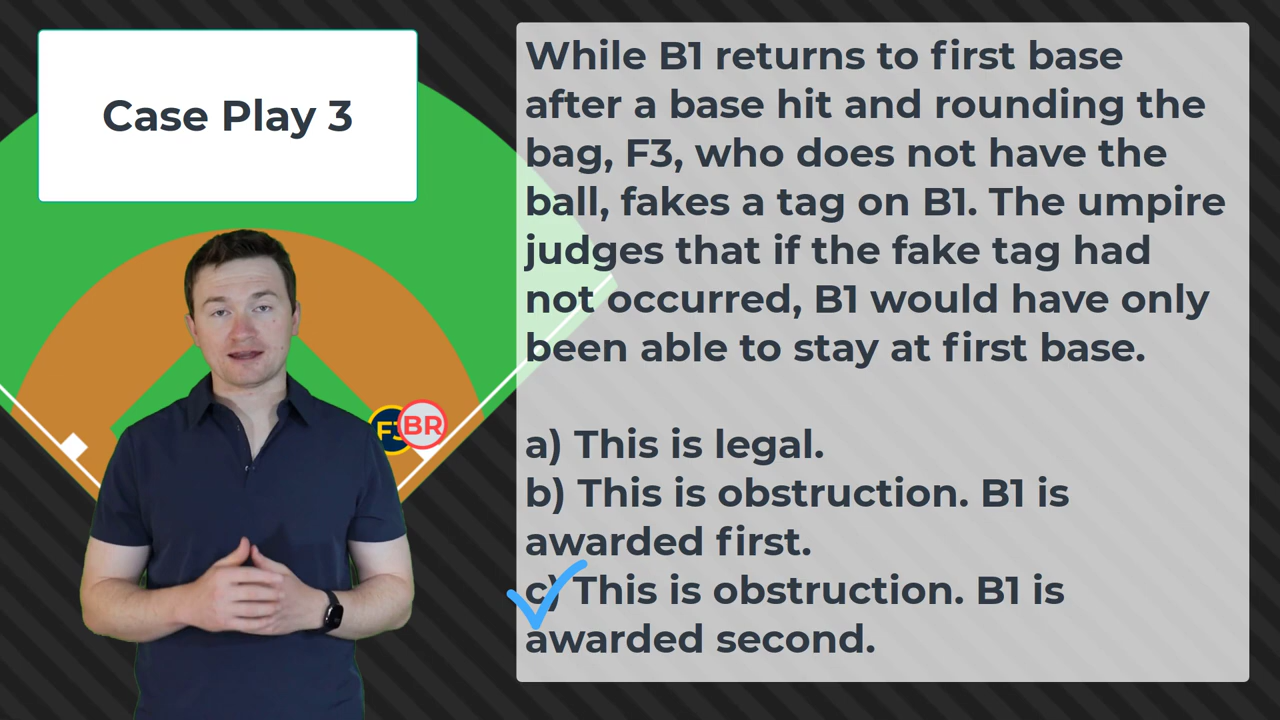 Case Play 3
While B1 returns to first base
after a base hit and rounding the
bag, F3, who does not have the
ball, fakes a tag on B1. The umpire
judges that if the fake tag had
not occurred, B1 would have only
been able to stay at first base.
a) This is legal.
b) This is obstruction. B1 is
awarded first.
c) This is obstruction. B1 is
awarded second.
F3
BR